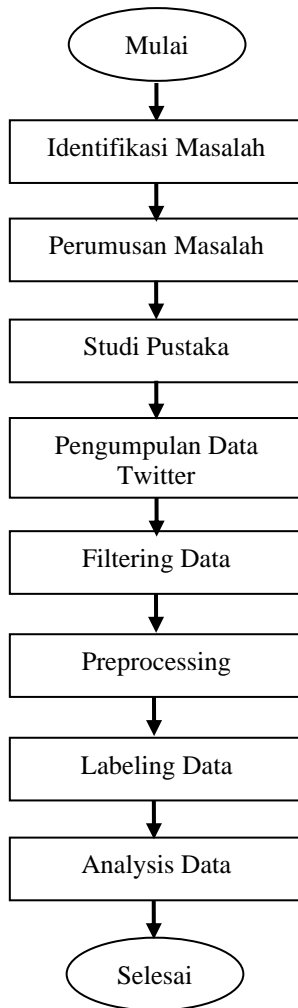 Mulai
Identifikasi Masalah
Perumusan Masalah
Studi Pustaka
Pengumpulan Data
Twitter
Filtering Data
Preprocessing
Labeling Data
Analysis Data
Selesai